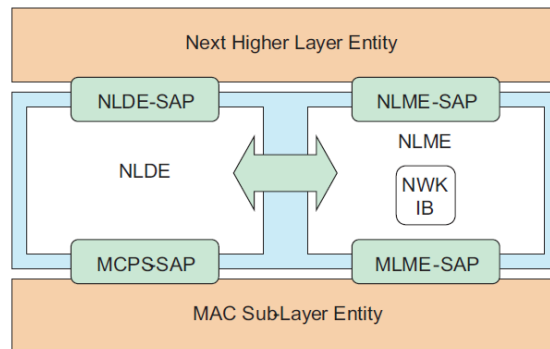 Next Higher Layer Entity
NLDE-SAP
NLME-SAP
NLME
NLDE
NWK
IB
MCPS-SAP
MLME-SAP
MAC Sub-Layer Entity